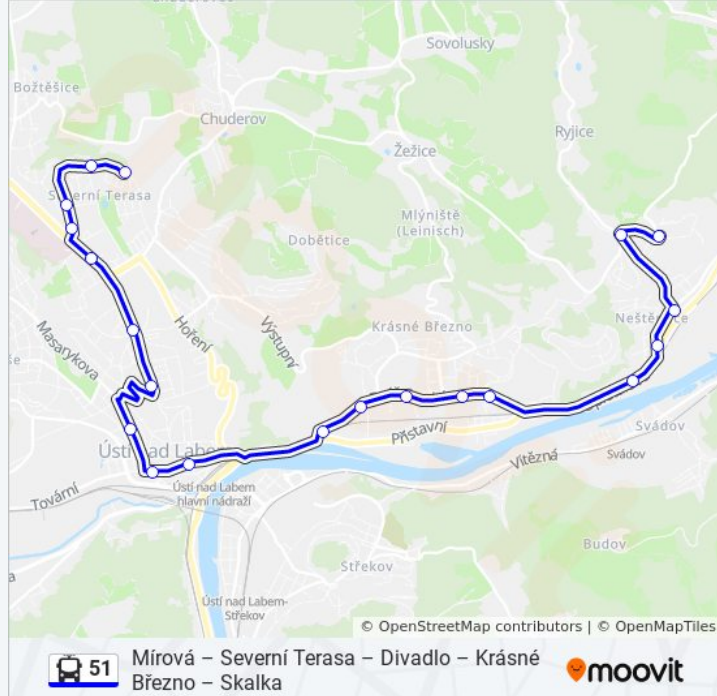 Sovolusky
Božtěšice
Chuderov
Ryjice
Žežice
Severní Terasa
Mlýniště
(Leinisch)
Dobětice
Neštěmice
Krásné Březno
Hoření
Výstupní
Masarykova
Přístavní
Svádov
Ústí nad Labem
Vítězná
Svádov
Ústí nad Labem
hlavní nádraží
Tovární
Budov
Střekov
Ústí nad Labem-
Střekov
© OpenStreetMap contributors | © OpenMapTiles
51
Mírová – Severní Terasa – Divadlo – Krásné
Březno – Skalka
moovit